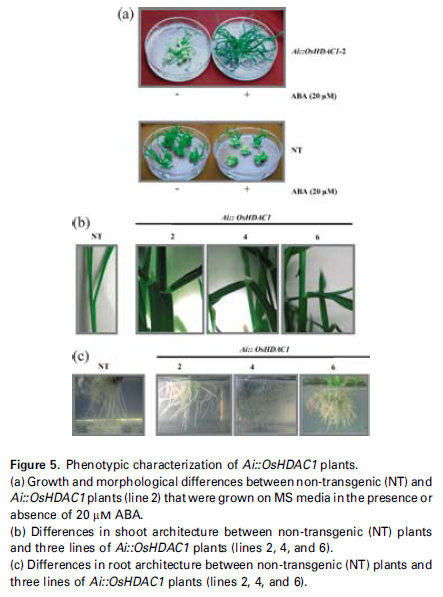 (a)
Ai::OsHDAC1-2
- + ABA (20 µM)
NT
- + ABA (20 µM)
(b)
Ai:: OsHDAC1
NT 2 4 6
(c)
Ai::OsHDAC1
NT 2 4 6
Figure 5. Phenotypic characterization of Ai::OsHDAC1 plants.
(a) Growth and morphological differences between non-transgenic (NT) and
Ai::OsHDAC1 plants (line 2) that were grown on MS media in the presence or
absence of 20 µM ABA.
(b) Differences in shoot architecture between non-transgenic (NT) plants
and three lines of Ai::OsHDAC1 plants (lines 2, 4, and 6).
(c) Differences in root architecture between non-transgenic (NT) plants and
three lines of Ai::OsHDAC1 plants (lines 2, 4, and 6).